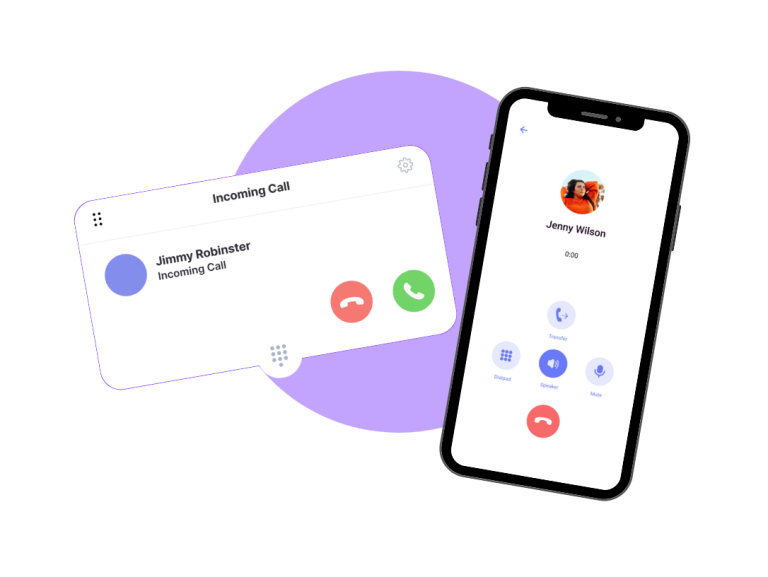 Incoming Call
Jimmy Robinster
Incoming Call
Jenny Wilson
0:00
Transfer
Dialpad
Speaker
Mute